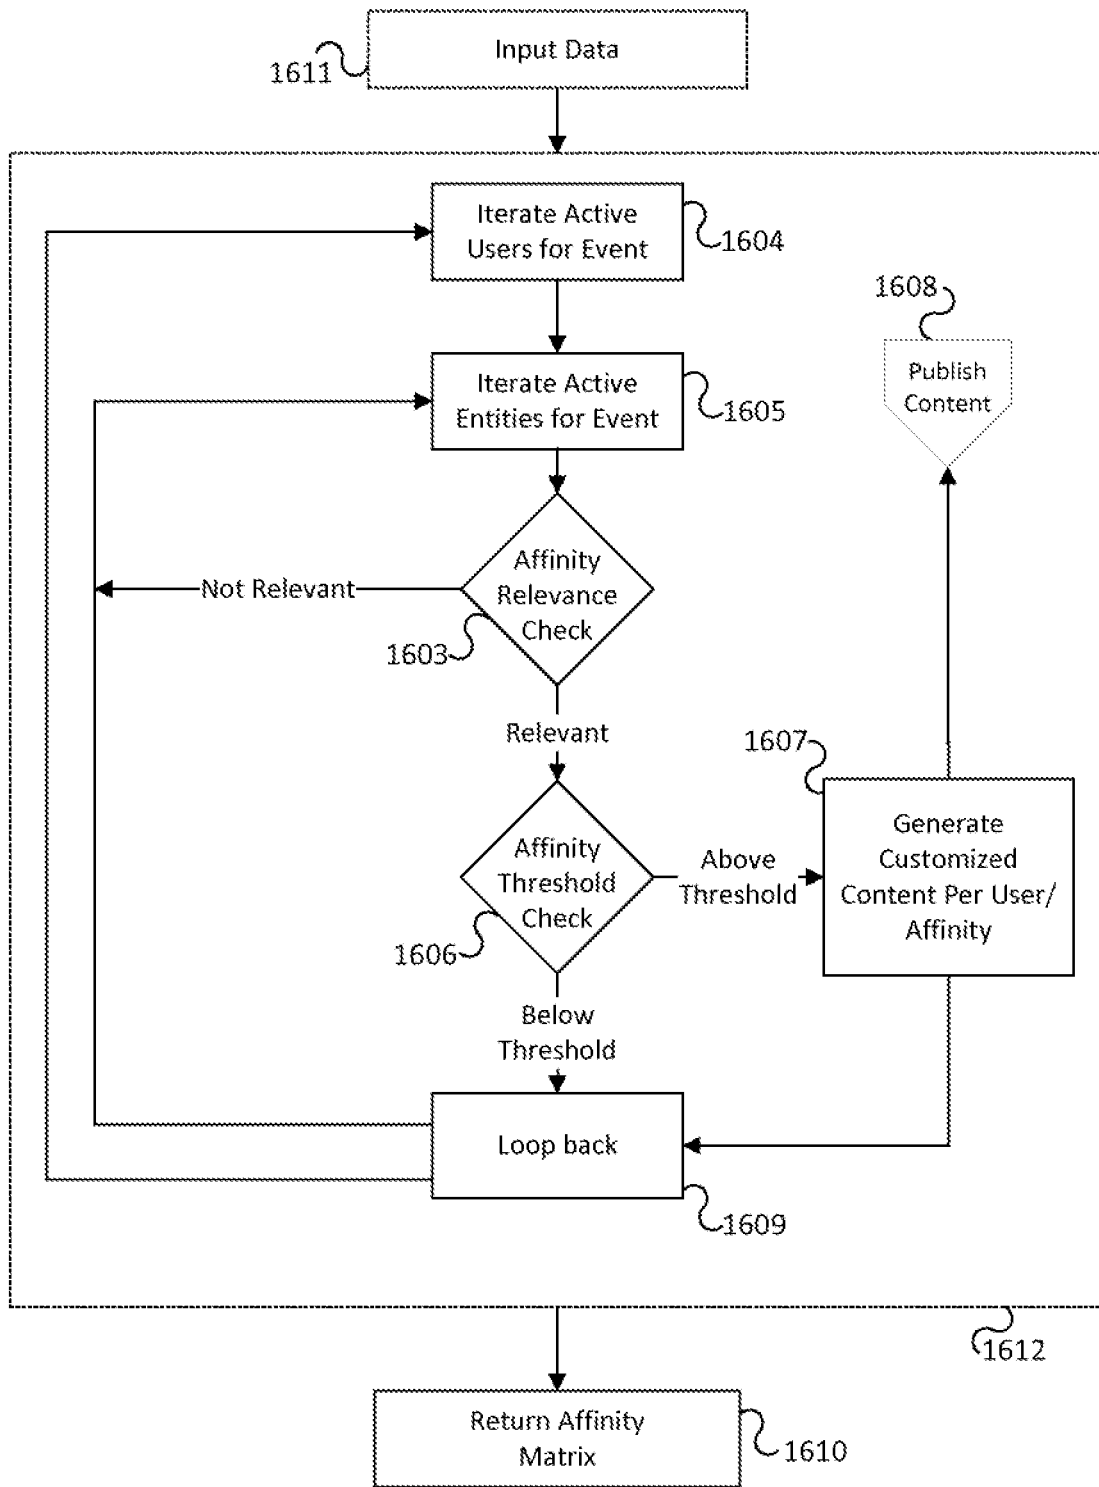 Input Data
1611
Iterate Active
Users for Event
1604
1608
Publish
Content
Iterate Active
Entities for Event
1605
Affinity
Relevance
Check
Not Relevant
1603
Relevant
1607
Generate
Customized
Content Per User/
Affinity
Affinity
Threshold
Check
Above
Threshold
1606
Below
Threshold
Loop back
1609
1612
Return Affinity
Matrix
1610